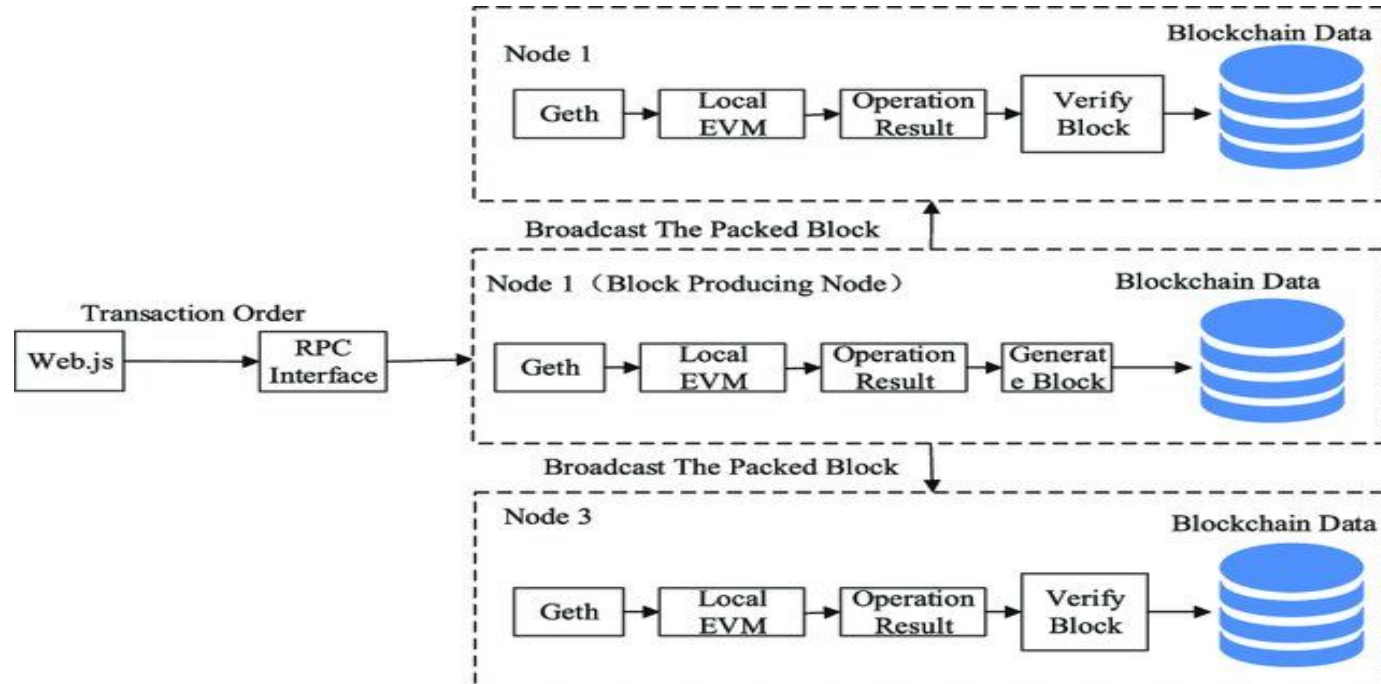 Blockchain Data
Node 1
Geth
Local
EVM
Operation
Result
Verify
Block
Broadcast The Packed Block
Node 1（Block Producing Node）
Blockchain Data
Transaction Order
Web.js
RPC
Interface
Geth
Local
EVM
Operation
Result
Generat
e Block
Broadcast The Packed Block
Node 3
Blockchain Data
Geth
Local
EVM
Operation
Result
Verify
Block